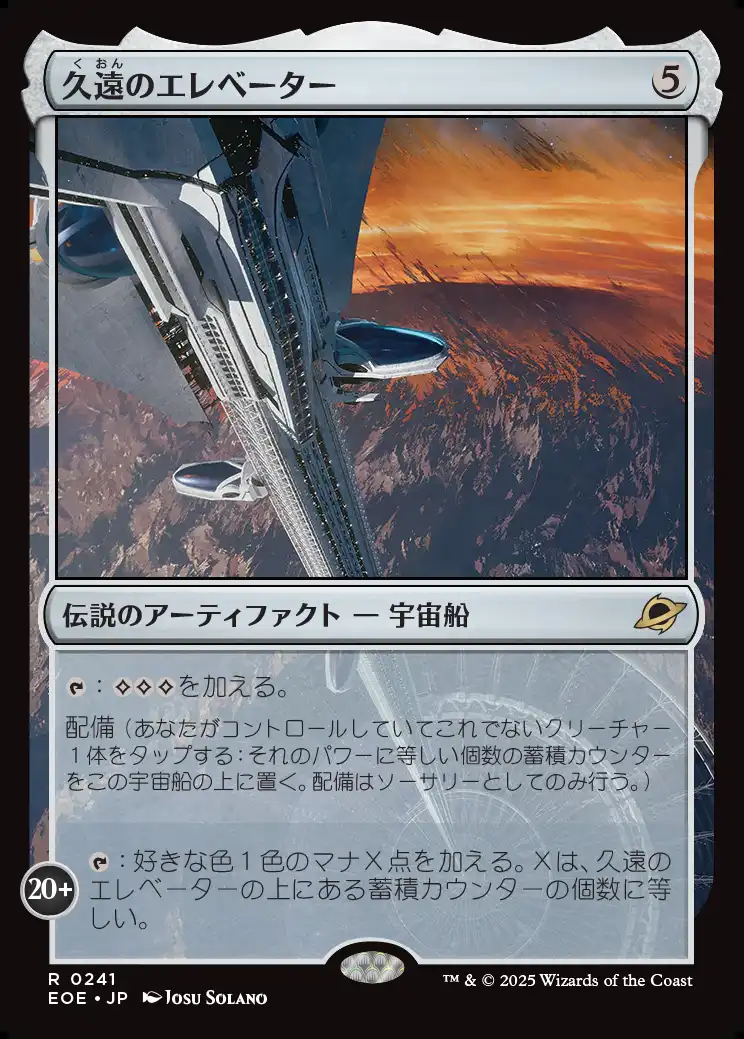 くおん
久遠のエレベーター 5
伝説のアーティファクト — 宇宙船
:◇◇◇を加える。
配備(あなたがコントロールしていてこれでないクリーチャー
1体をタップする:それのパワーに等しい個数の蓄積カウンター
をこの宇宙船の上に置く。配備はソーサリーとしてのみ行う。)
20+ :好きな色1色のマナX点を加える。Xは、久遠の
エレベーターの上にある蓄積カウンターの個数に等
しい。
R 0241
EOE • JP Josu Solano
™ & © 2025 Wizards of the Coast